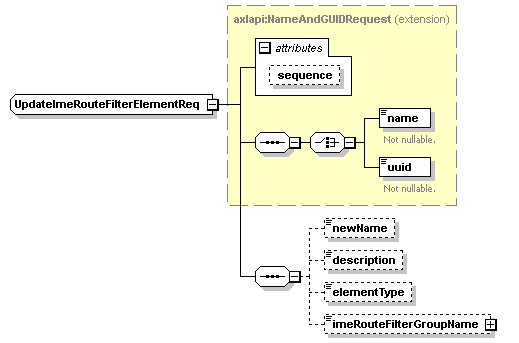 axlapi:NameAndGUIDRequest (extension)
attributes
sequence
UpdateImeRouteFilterElementReq
name
Not nullable.
uuid
Not nullable.
newName
description
elementType
imeRouteFilterGroupName